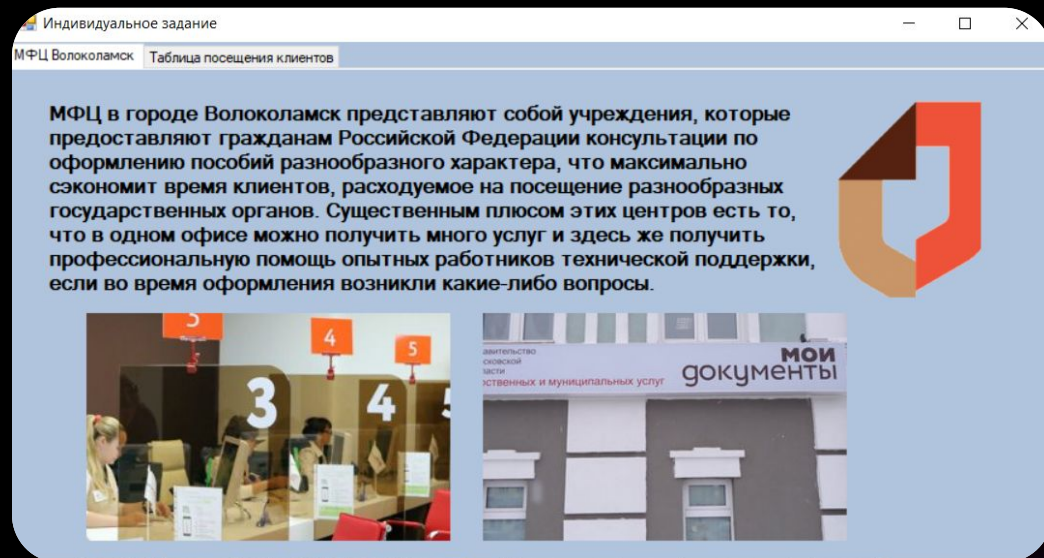 Индивидуальное задание
МФЦ Волоколамск
Таблица посещения клиентов
МФЦ в городе Волоколамск представляют собой учреждения, которые
предоставляют гражданам Российской Федерации консультации по
оформлению пособий разнообразного характера, что максимально
сэкономит время клиентов, расходуемое на посещение разнообразных
государственных органов. Существенным плюсом этих центров есть то,
что в одном офисе можно получить много услуг и здесь же получить
профессиональную помощь опытных работников технической поддержки,
если во время оформления возникли какие-либо вопросы.
3
4
5
3
4
мои
документы
и муниципальных услуг